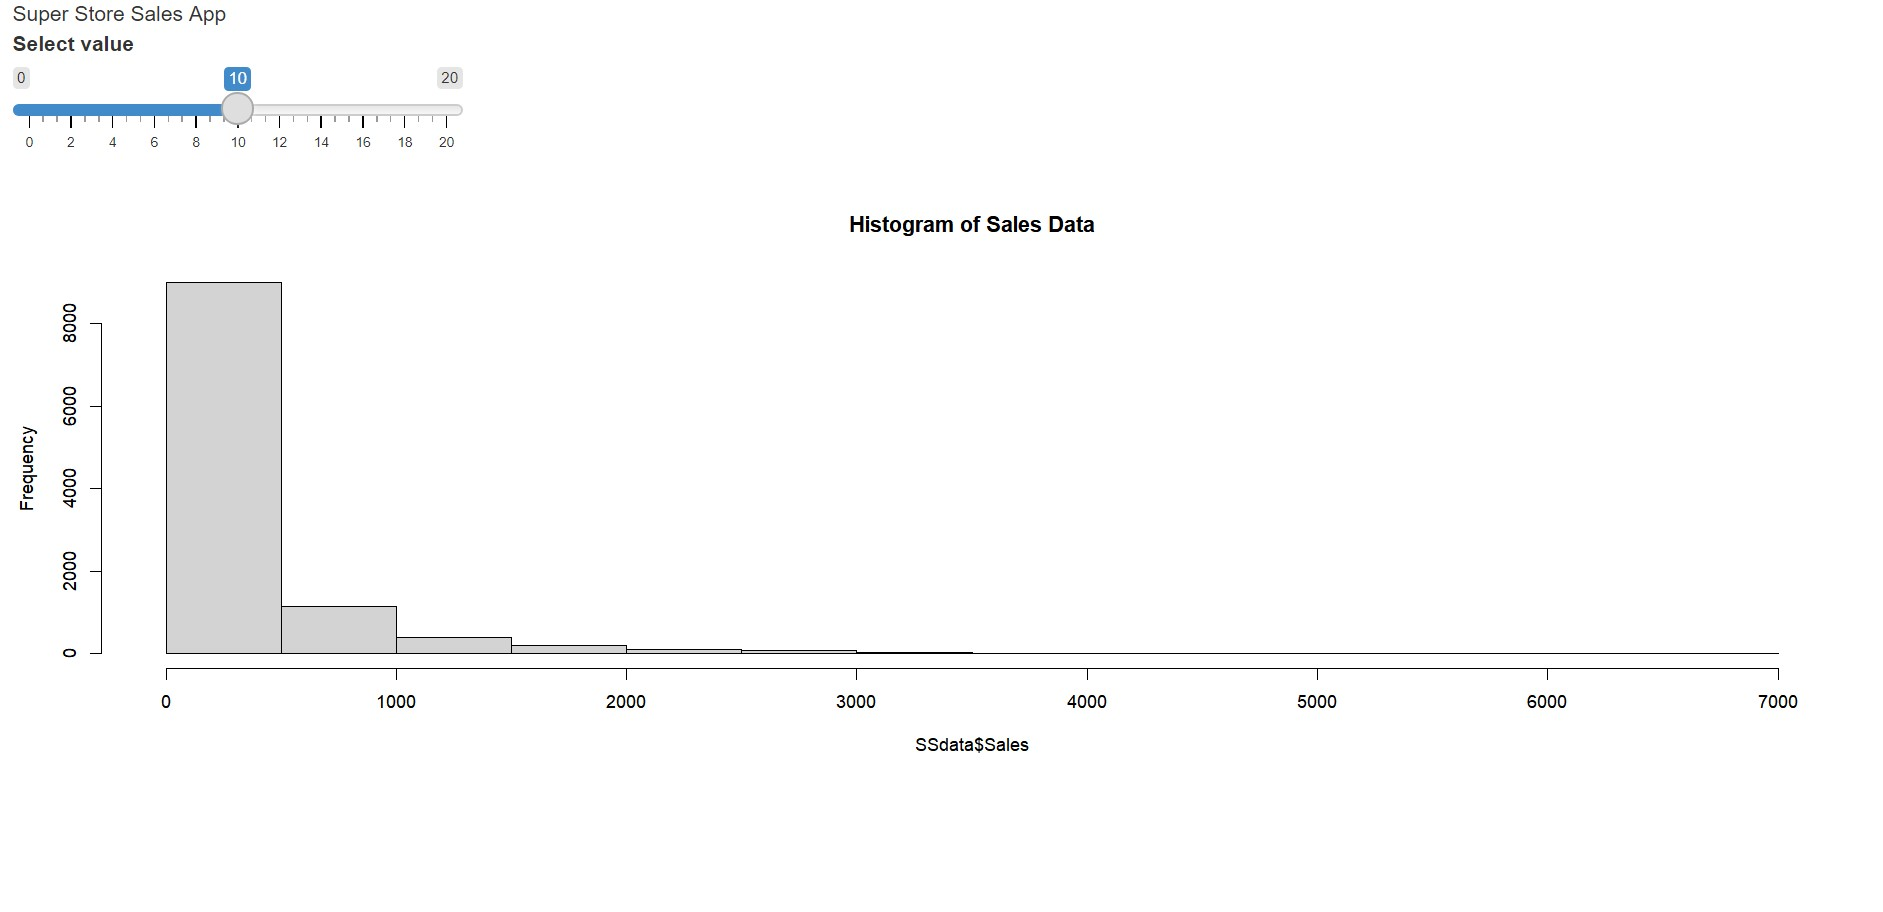 Super Store Sales App
Select value
0 10 20
0 2 4 6 8 10 12 14 16 18 20
Histogram of Sales Data
Frequency
8000
6000
4000
2000
0
0 1000 2000 3000 4000 5000 6000 7000
SSdata$Sales